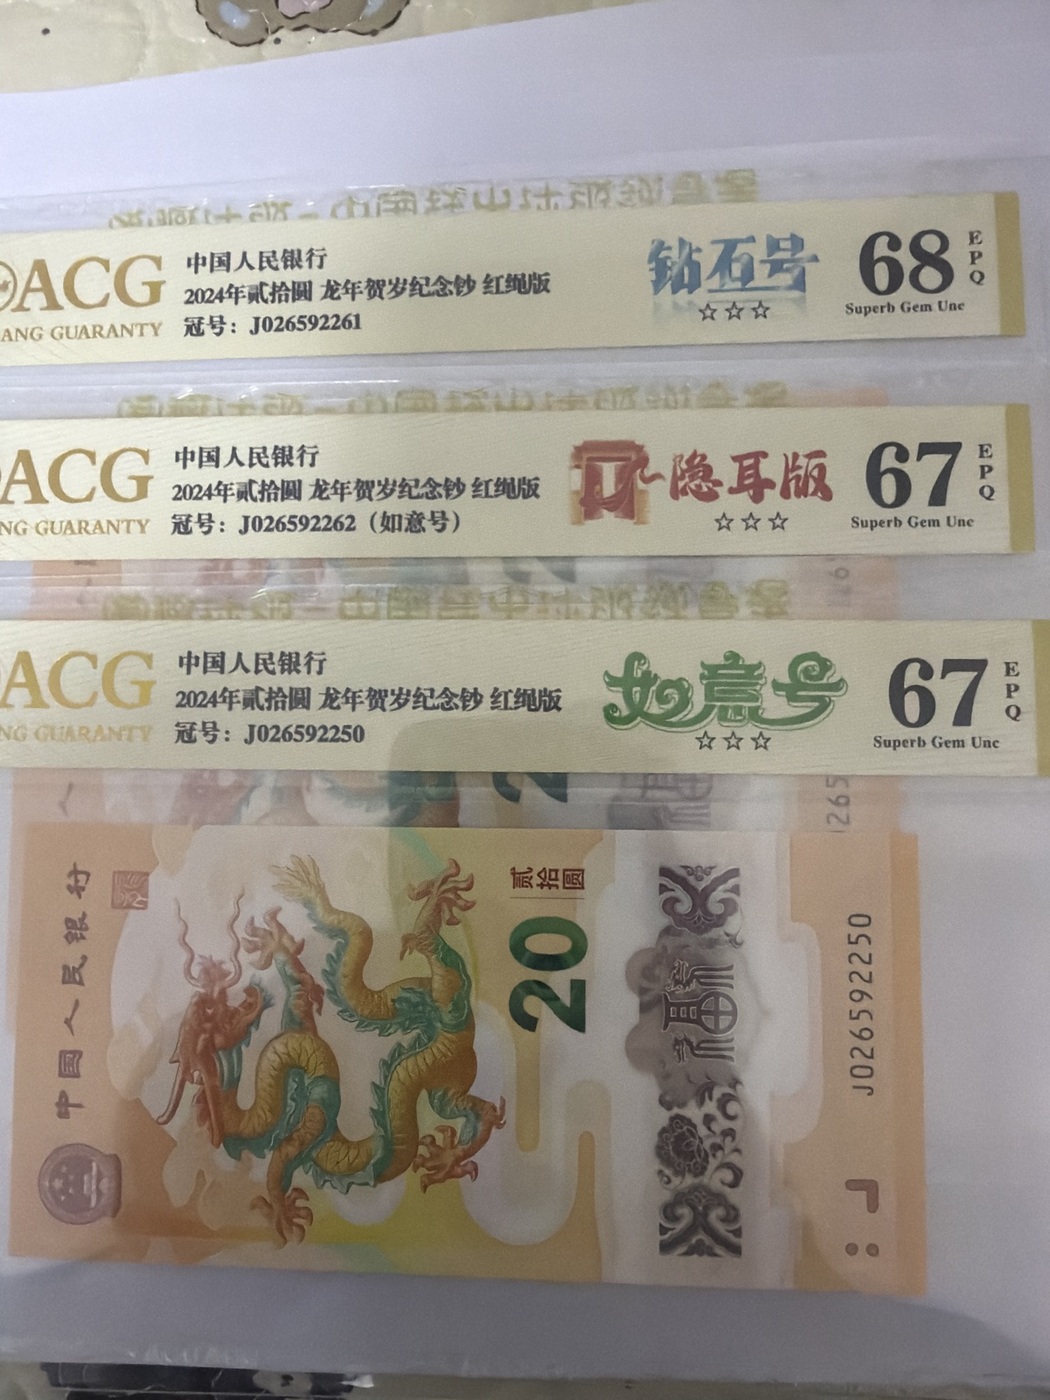 ACG
ANG GUARANTY
中国人民银行
2024年贰拾圆 龙年贺岁纪念钞 红绳版
冠号：J026592261
钻石号
☆☆☆
68
EPQ
Superb Gem Unc
ACG
NG GUARANTY
中国人民银行
2024年贰拾圆 龙年贺岁纪念钞 红绳版
冠号：J026592262（如意号）
隐耳版
☆☆☆
67
EPQ
Superb Gem Unc
ACG
NG GUARANTY
中国人民银行
2024年贰拾圆 龙年贺岁纪念钞 红绳版
冠号：J026592250
如意号
☆☆☆
67
EPQ
Superb Gem Unc
中国人民银行
贰拾圆
20
福
J026592250